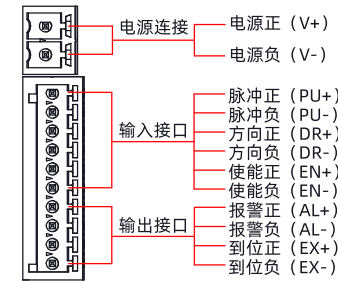 电源连接
电源正（V+）
电源负（V-）
输入接口
脉冲正（PU+）
脉冲负（PU-）
方向正（DR+）
方向负（DR-）
使能正（EN+）
使能负（EN-）
输出接口
报警正（AL+）
报警负（AL-）
到位正（EX+）
到位负（EX-）